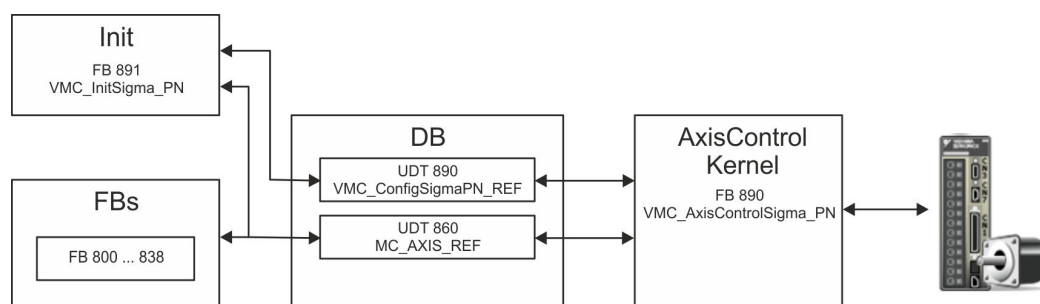 Init
FB 891
VMC_InitSigma_PN
FBs
FB 800 ... 838
DB
UDT 890
VMC_ConfigSigmaPN_REF
UDT 860
MC_AXIS_REF
AxisControl
Kernel
FB 890
VMC_AxisControlSigma_PN